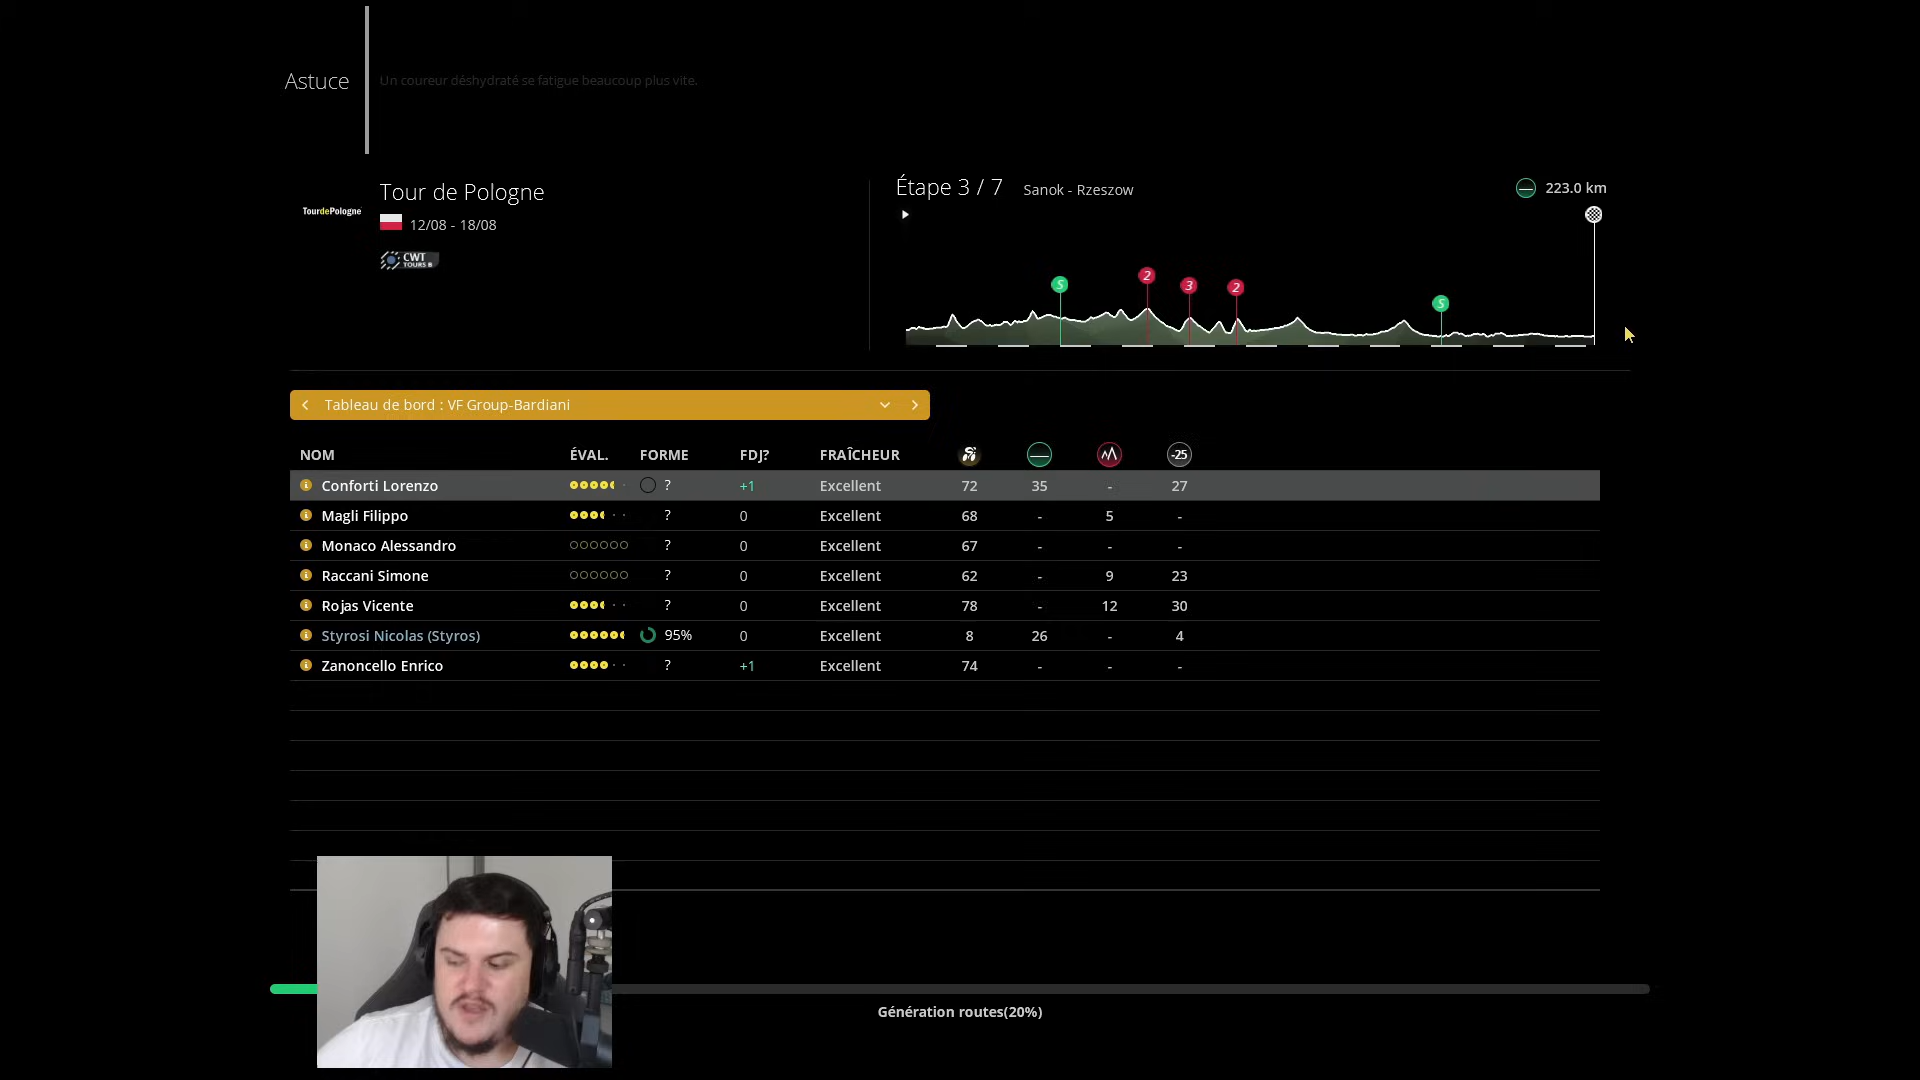 Astuce
Un coureur déshydraté se fatigue beaucoup plus vite.
TourdePologne
Tour de Pologne
12/08 - 18/08
CWT
TOURS B
Étape 3 / 7 Sanok - Rzeszow
223.0 km
S 2 3 2 S
Tableau de bord : VF Group-Bardiani
NOM ÉVAL. FORME FDJ? FRAÎCHEUR -25
Conforti Lorenzo ? +1 Excellent 72 35 - 27
Magli Filippo ? 0 Excellent 68 - 5 -
Monaco Alessandro ? 0 Excellent 67 - - -
Raccani Simone ? 0 Excellent 62 - 9 23
Rojas Vicente ? 0 Excellent 78 - 12 30
Styrosi Nicolas (Styros) 95% 0 Excellent 8 26 - 4
Zanoncello Enrico ? +1 Excellent 74 - - -
Génération routes(20%)